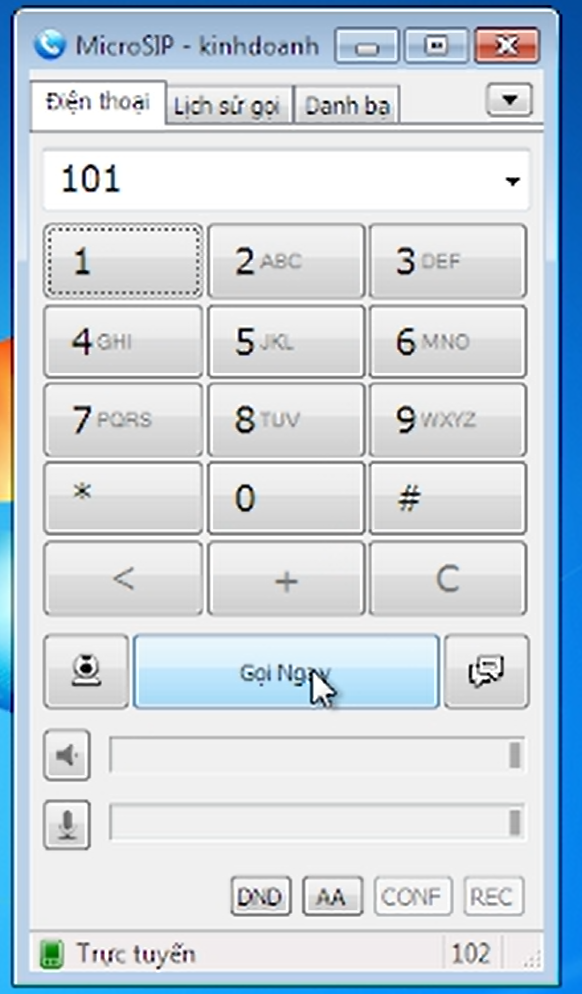 MicroSIP - kinhdoanh
Điện thoại Lịch sử gọi Danh bạ
101
1 2 ABC 3 DEF
4 GHI 5 JKL 6 MNO
7 PQRS 8 TUV 9 WXYZ
* 0 #
< + C
Gọi Ngay
DND AA CONF REC
Trực tuyến 102